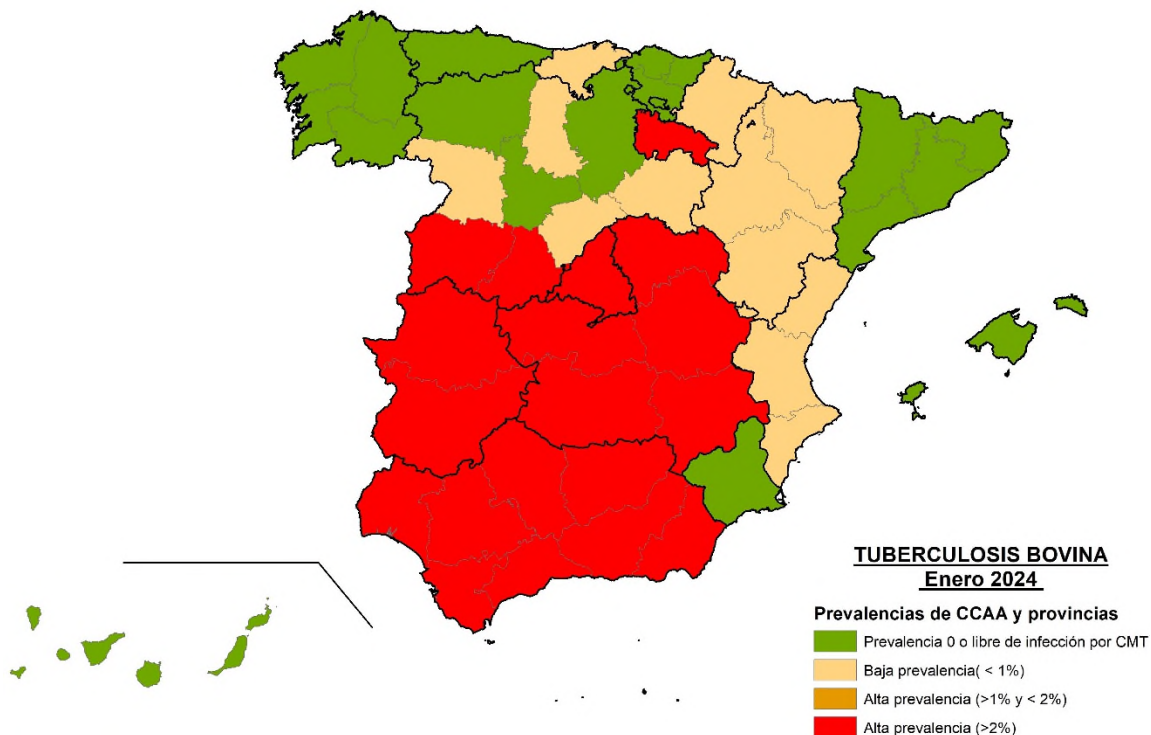 TUBERCULOSIS BOVINA
Enero 2024
Prevalencias de CCAA y provincias
Prevalencia 0 o libre de infección por CMT
Baja prevalencia( < 1%)
Alta prevalencia (>1% y < 2%)
Alta prevalencia (>2%)